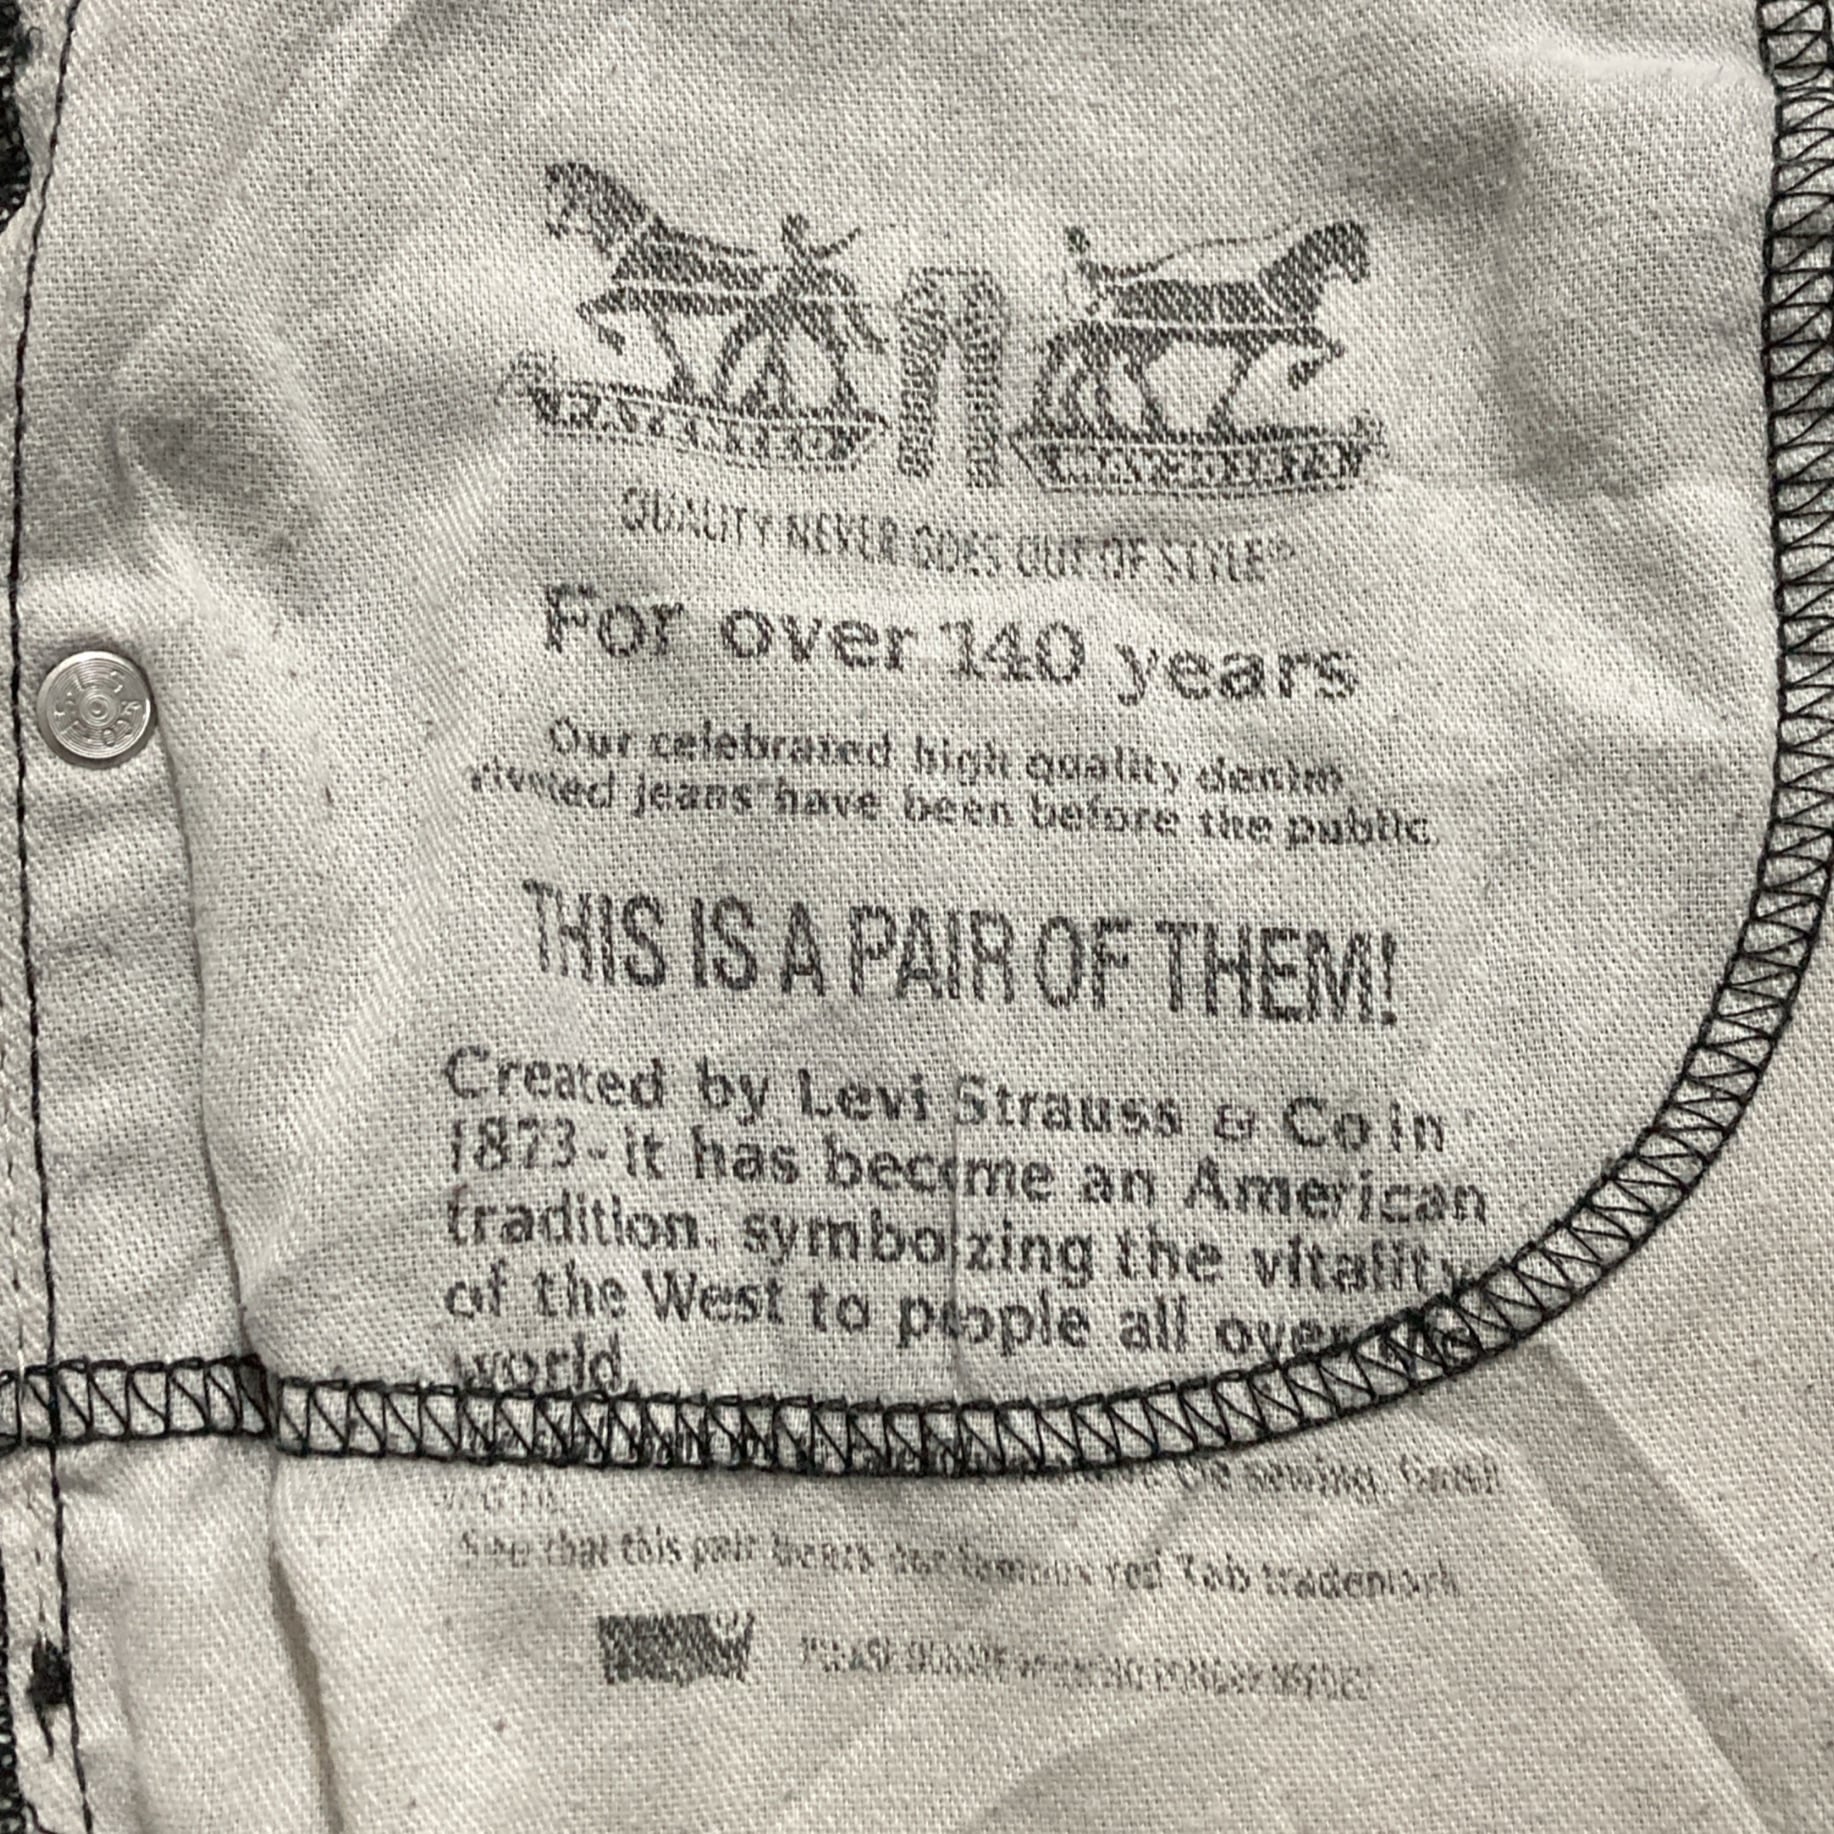 QUALITY NEVER GOES OUT OF STYLE®
For over 140 years
Our celebrated high quality denim
riveted jeans have been before the public
THIS IS A PAIR OF THEM!
Created by Levi Strauss & Co in
1873-it has become an American
tradition, symbolizing the vitality
of the West to people all over the
world.
the sewing. Great
See that this pair bears our famous red Tab trademark